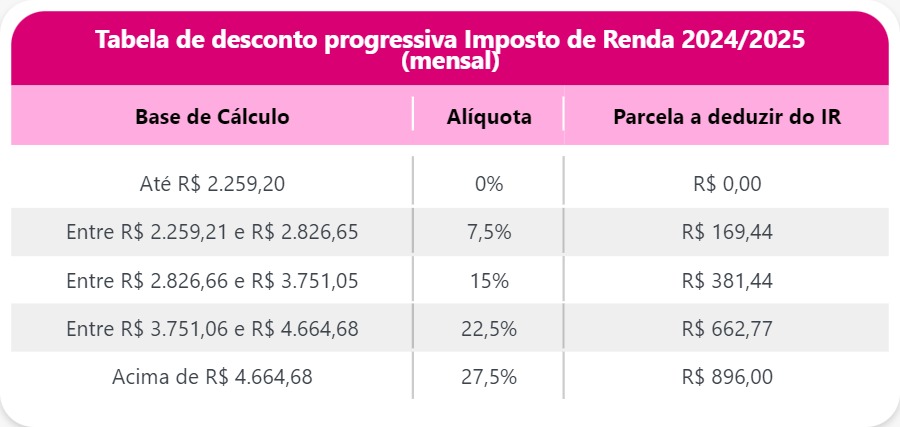 Tabela de desconto progressiva Imposto de Renda 2024/2025
(mensal)
Base de Cálculo Alíquota Parcela a deduzir do IR
Até R$ 2.259,20 0% R$ 0,00
Entre R$ 2.259,21 e R$ 2.826,65 7,5% R$ 169,44
Entre R$ 2.826,66 e R$ 3.751,05 15% R$ 381,44
Entre R$ 3.751,06 e R$ 4.664,68 22,5% R$ 662,77
Acima de R$ 4.664,68 27,5% R$ 896,00